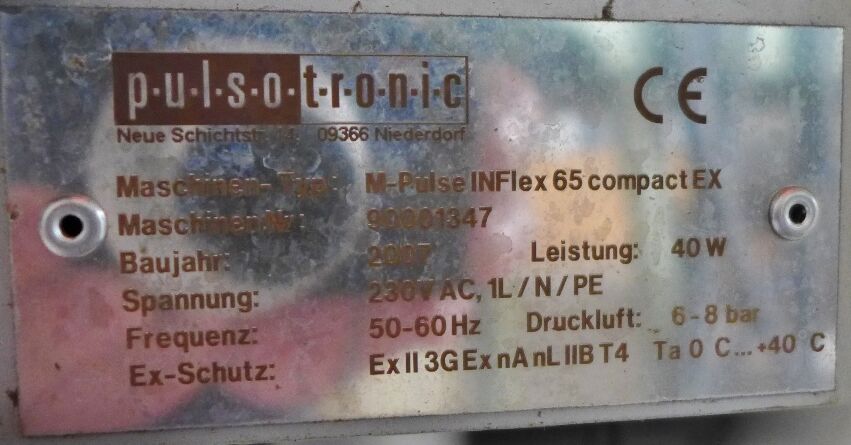 p·u·l·s·o·t·r·o·n·i·c
CE
Neue Schichtstr. 14 09366 Niederdorf
Maschinen- Typ: M-Pulse INFlex 65 compact EX
Maschinen Nr: 90001347
Baujahr: 2007 Leistung: 40 W
Spannung: 230V AC, 1L / N / PE
Frequenz: 50-60 Hz Druckluft: 6-8 bar
Ex-Schutz: Ex II 3G Ex nA nL IIB T4 Ta 0 C...+40 C